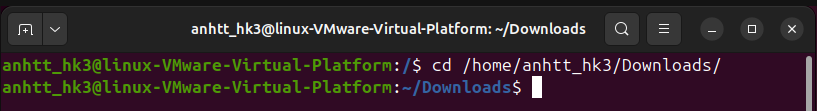 anhtt_hk3@linux-VMware-Virtual-Platform: ~/Downloads
anhtt_hk3@linux-VMware-Virtual-Platform:/$ cd /home/anhtt_hk3/Downloads/
anhtt_hk3@linux-VMware-Virtual-Platform:~/Downloads$